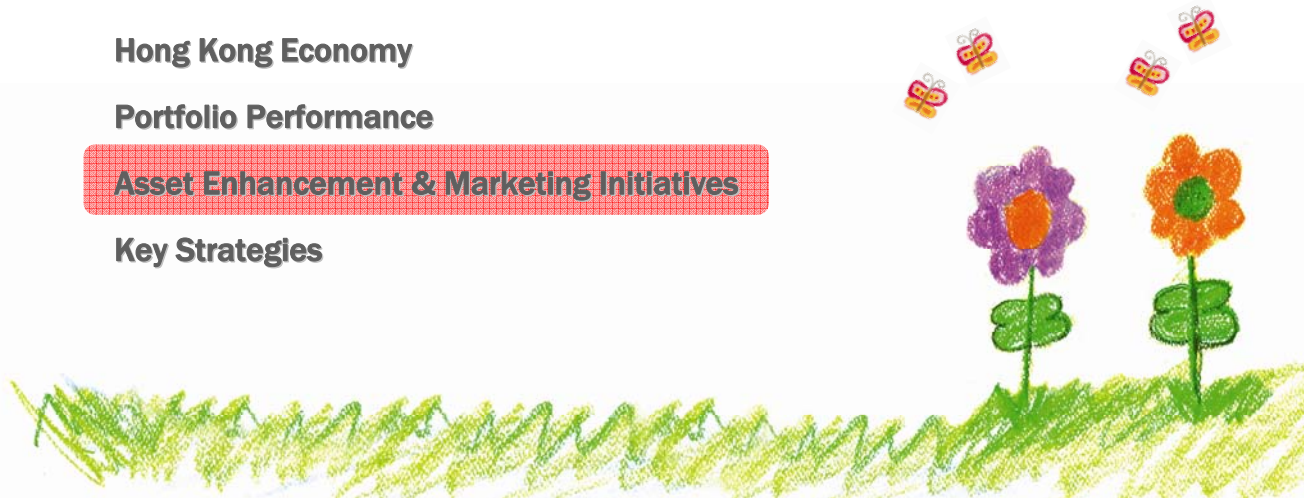 Hong Kong Economy
Portfolio Performance
Asset Enhancement & Marketing Initiatives
Key Strategies